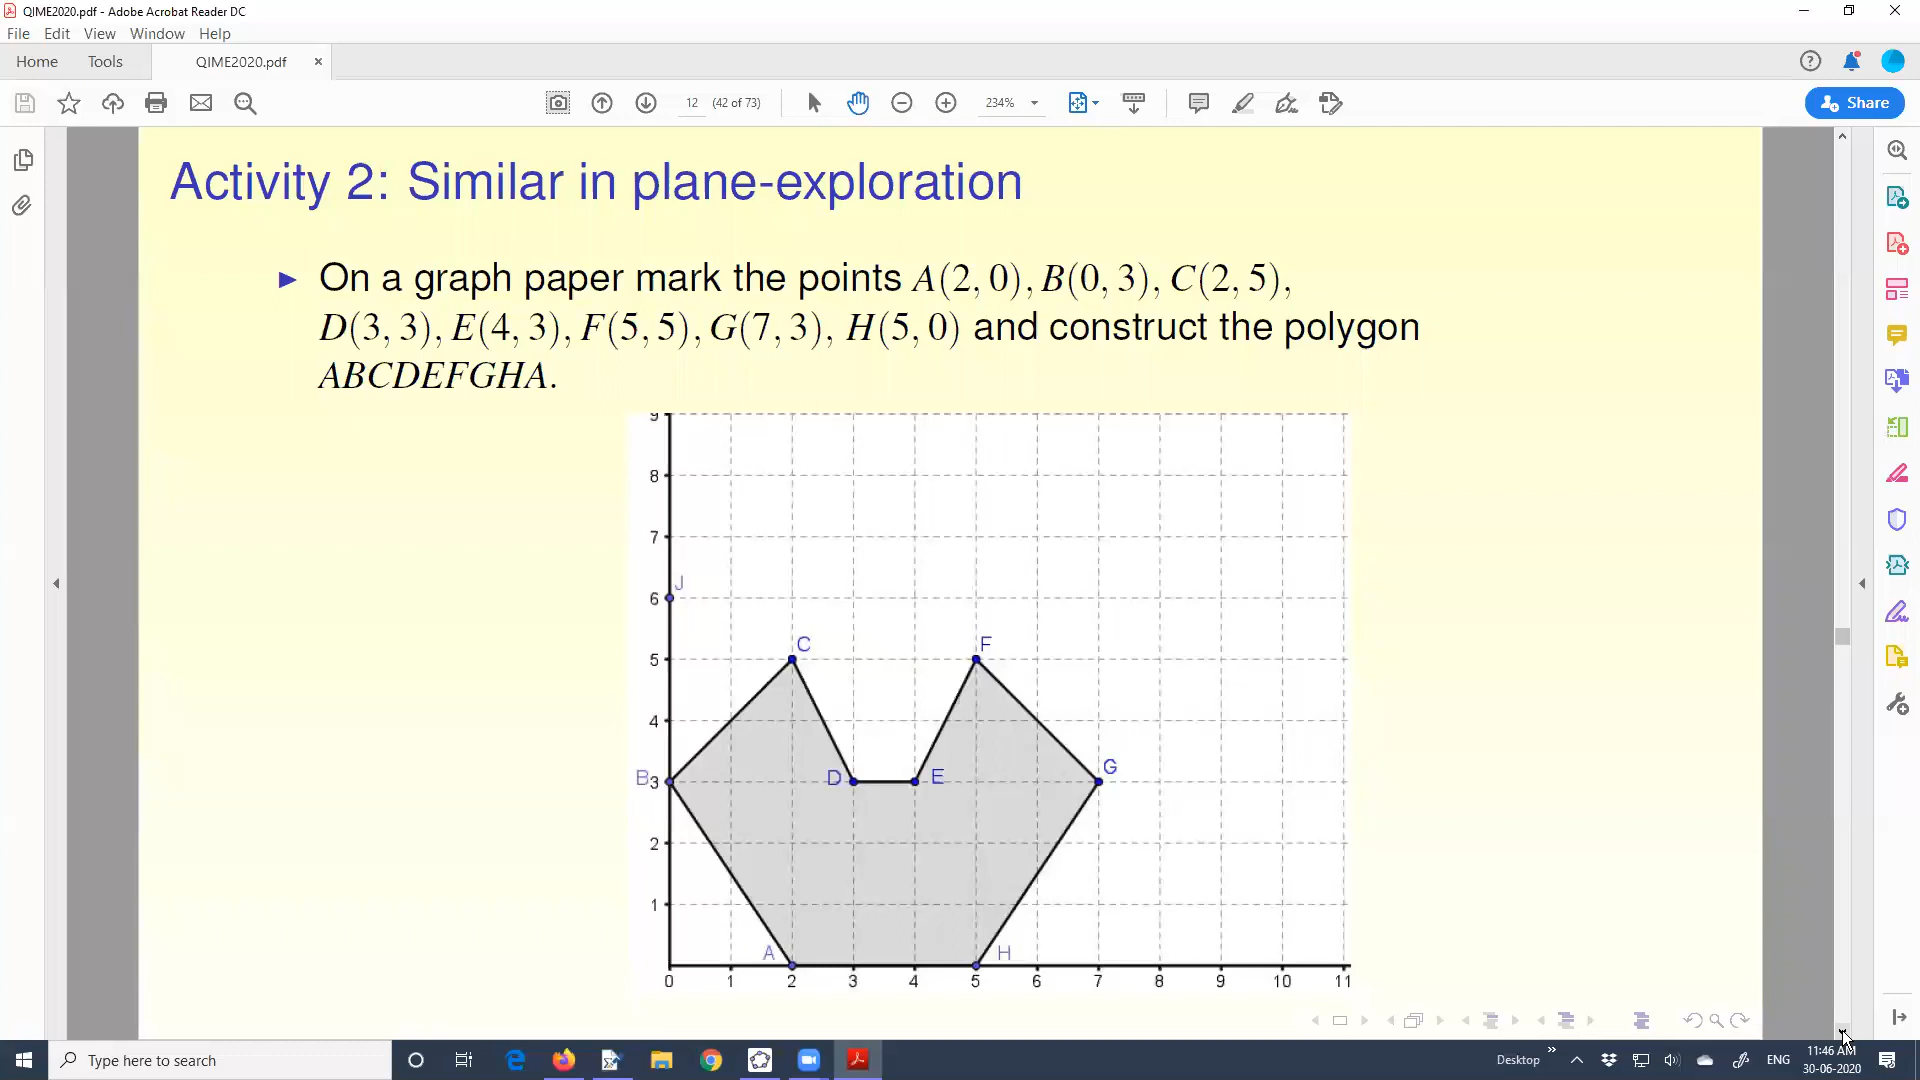 QIME2020.pdf - Adobe Acrobat Reader DC
File Edit View Window Help
Home Tools QIME2020.pdf ×
12 (42 of 73) 234% Share
Activity 2: Similar in plane-exploration
On a graph paper mark the points A(2, 0), B(0, 3), C(2, 5),
D(3, 3), E(4, 3), F(5, 5), G(7, 3), H(5, 0) and construct the polygon
ABCDEFGHA.
9
8
7
J
6
C F
5
4
G
B 3 D E
2
1
A H
0 1 2 3 4 5 6 7 8 9 10 11
Type here to search
Desktop » ENG 11:46 AM
30-06-2020